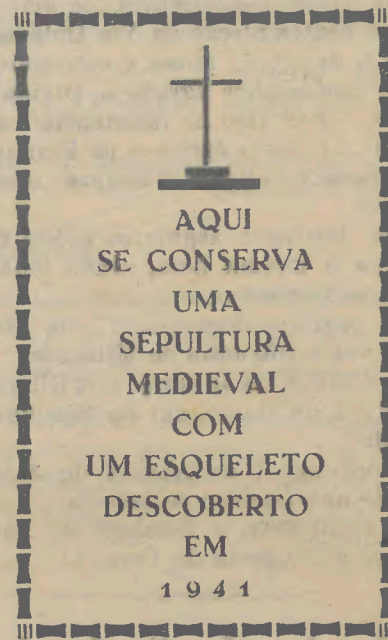 AQUI
SE CONSERVA
UMA
SEPULTURA
MEDIEVAL
COM
UM ESQUELETO
DESCOBERTO
EM
1941